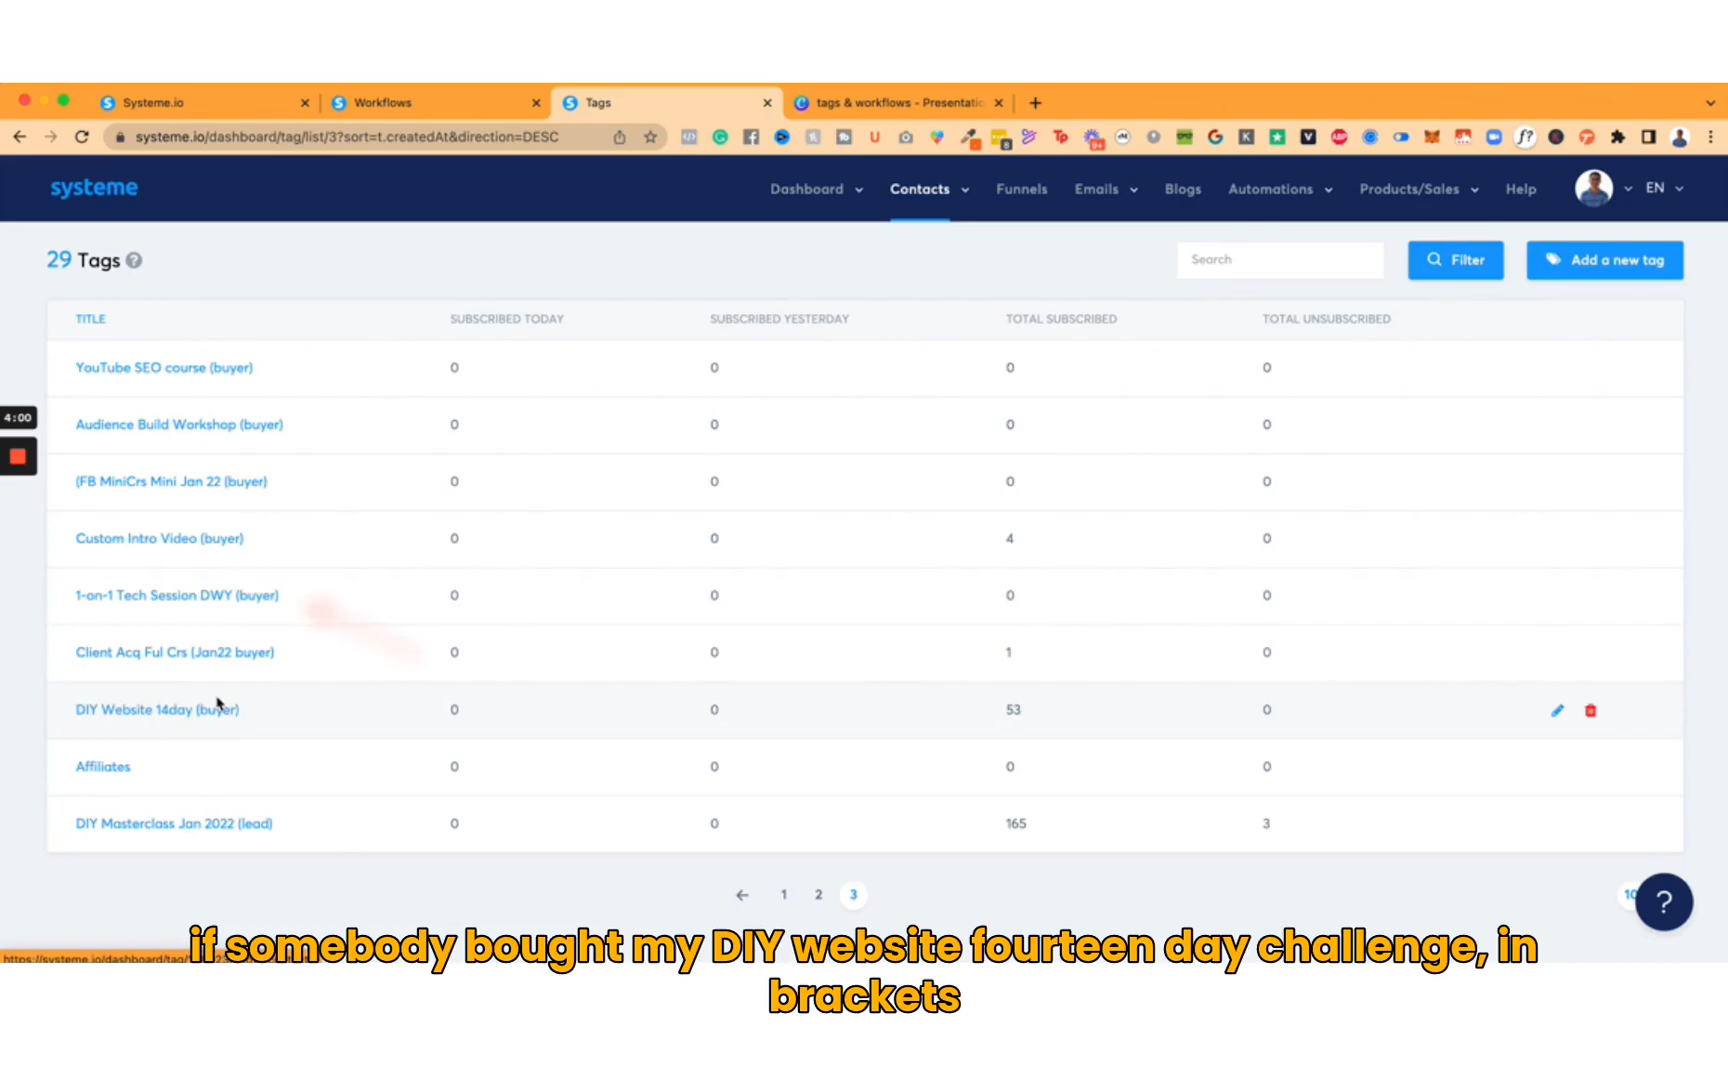 Systeme.io
Workflows
Tags
tags & workflows - Presentatic
systeme.io/dashboard/tag/list/3?sort=t.createdAt&direction=DESC
systeme
Dashboard
Contacts
Funnels
Emails
Blogs
Automations
Products/Sales
Help
EN
29 Tags
Search
Filter
Add a new tag
TITLE SUBSCRIBED TODAY SUBSCRIBED YESTERDAY TOTAL SUBSCRIBED TOTAL UNSUBSCRIBED
YouTube SEO course (buyer) 0 0 0 0
Audience Build Workshop (buyer) 0 0 0 0
4:00
(FB MiniCrs Mini Jan 22 (buyer) 0 0 0 0
Custom Intro Video (buyer) 0 0 4 0
1-on-1 Tech Session DWY (buyer) 0 0 0 0
Client Acq Ful Crs (Jan22 buyer) 0 0 1 0
DIY Website 14day (buyer) 0 0 53 0
Affiliates 0 0 0 0
DIY Masterclass Jan 2022 (lead) 0 0 165 3
1 2 3
10
?
if somebody bought my DIY website fourteen day challenge, in
brackets